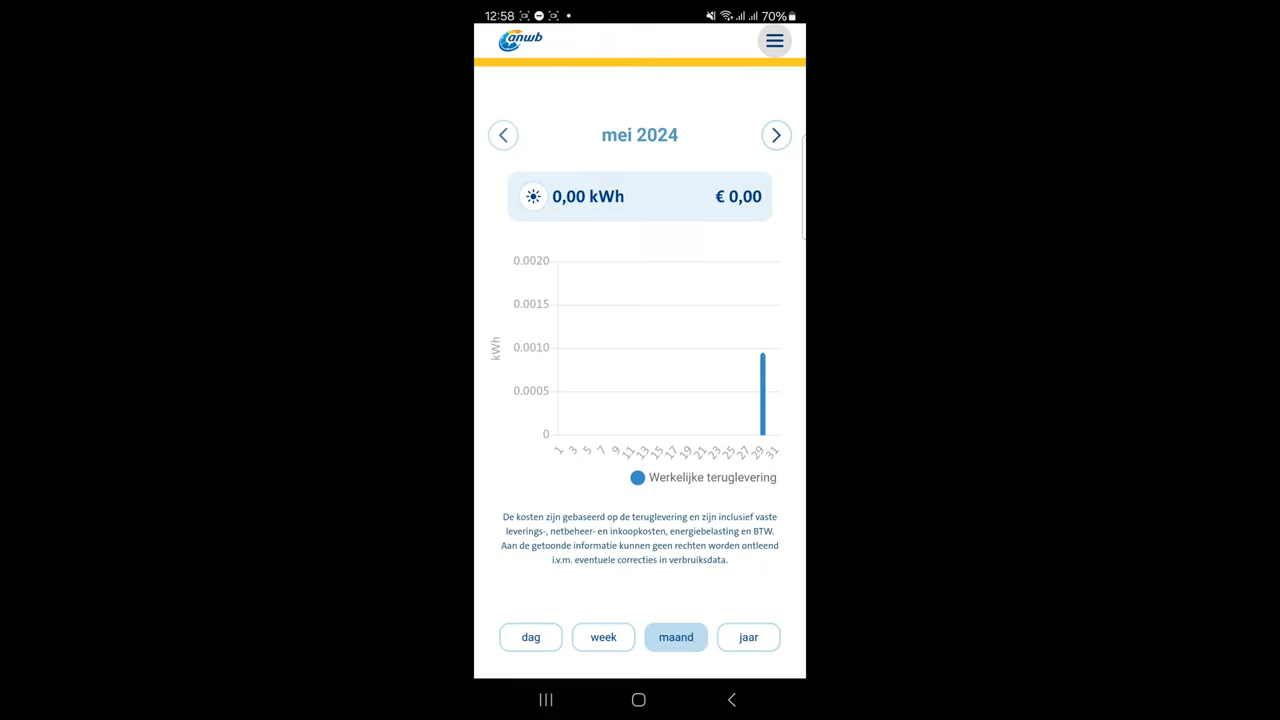 12:58
70%
anwb
mei 2024
0,00 kWh
€ 0,00
0.0020
0.0015
0.0010
0.0005
0
kWh
1 3 5 7 9 11 13 15 17 19 21 23 25 27 29 31
Werkelijke teruglevering
De kosten zijn gebaseerd op de teruglevering en zijn inclusief vaste
leverings-, netbeheer- en inkoopkosten, energiebelasting en BTW.
Aan de getoonde informatie kunnen geen rechten worden ontleend
i.v.m. eventuele correcties in verbruiksdata.
dag
week
maand
jaar